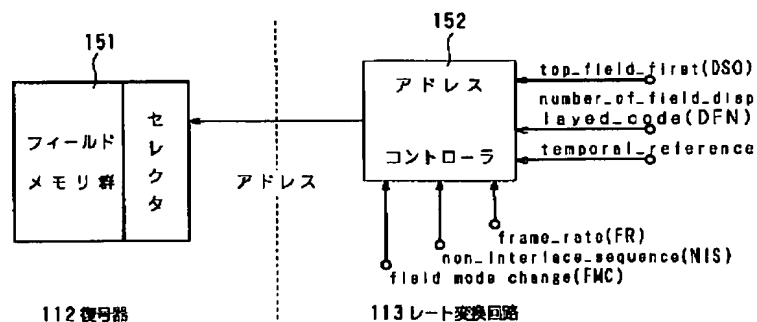 151
152
フィールド
メモリ群
セレクタ
アドレス
アドレス
コントローラ
top_field_first(DSO)
number_of_field_disp
layed_code(DFN)
temporal_reference
frame_rato(FR)
non_interface_sequence(NIS)
field mode change(FMC)
112 復号器
113 レート変換回路